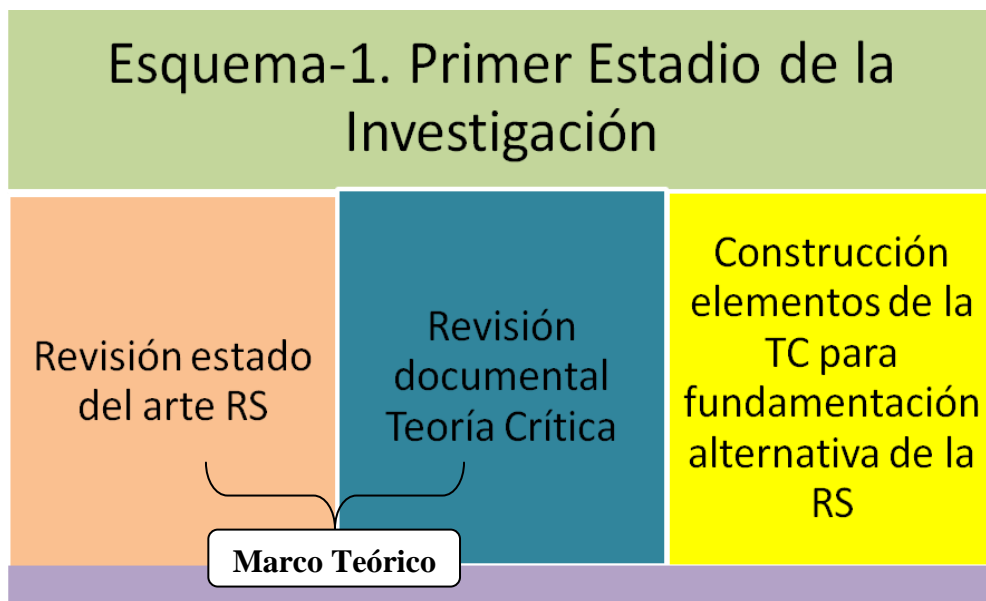 Esquema-1. Primer Estadio de la
Investigación
Revisión estado
del arte RS
Revisión
documental
Teoría Crítica
Construcción
elementos de la
TC para
fundamentación
alternativa de la
RS
Marco Teórico